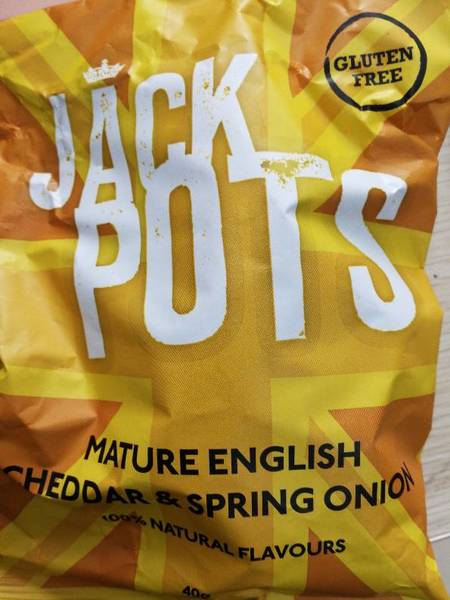 GLUTEN
FREE
JACK
POTS
MATURE ENGLISH
CHEDDAR & SPRING ONION
100% NATURAL FLAVOURS
40g